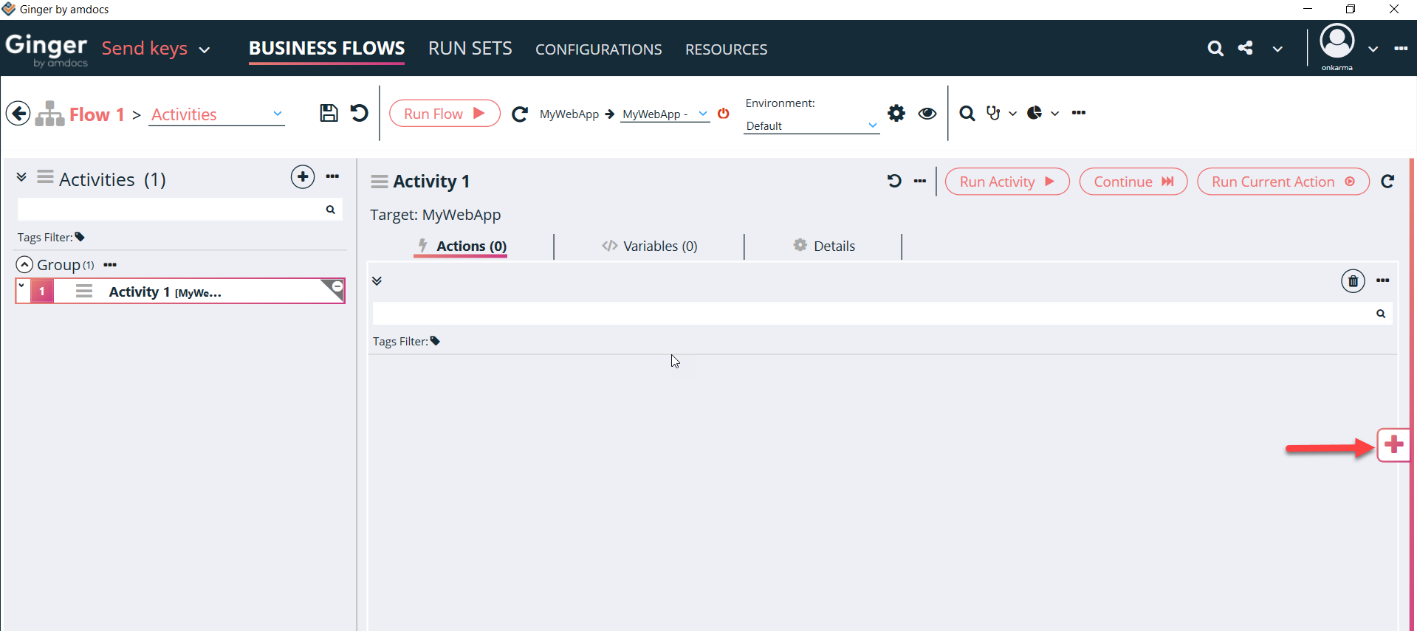 Ginger by amdocs
Ginger by amdocs Send keys BUSINESS FLOWS RUN SETS CONFIGURATIONS RESOURCES
onkarma
Flow 1 > Activities Run Flow MyWebApp MyWebApp - Environment:
Default
Activities (1)
Tags Filter:
Group (1)
1 Activity 1 [MyWe...
Activity 1 Run Activity Continue Run Current Action
Target: MyWebApp
Actions (0) </> Variables (0) Details
Tags Filter: